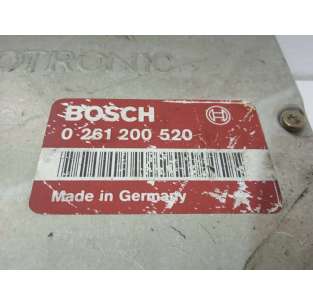 OTRONIC
BOSCH
0 261 200 520
Made in Germany